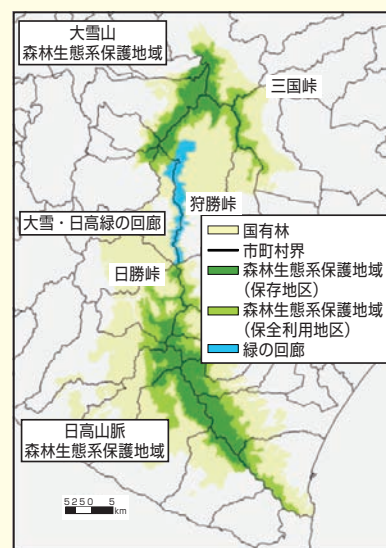 大雪山
森林生態系保護地域
三国峠
狩勝峠
大雪・日高緑の回廊
日勝峠
国有林
市町村界
森林生態系保護地域
(保存地区)
森林生態系保護地域
(保全利用地区)
緑の回廊
日高山脈
森林生態系保護地域
5250 5
km